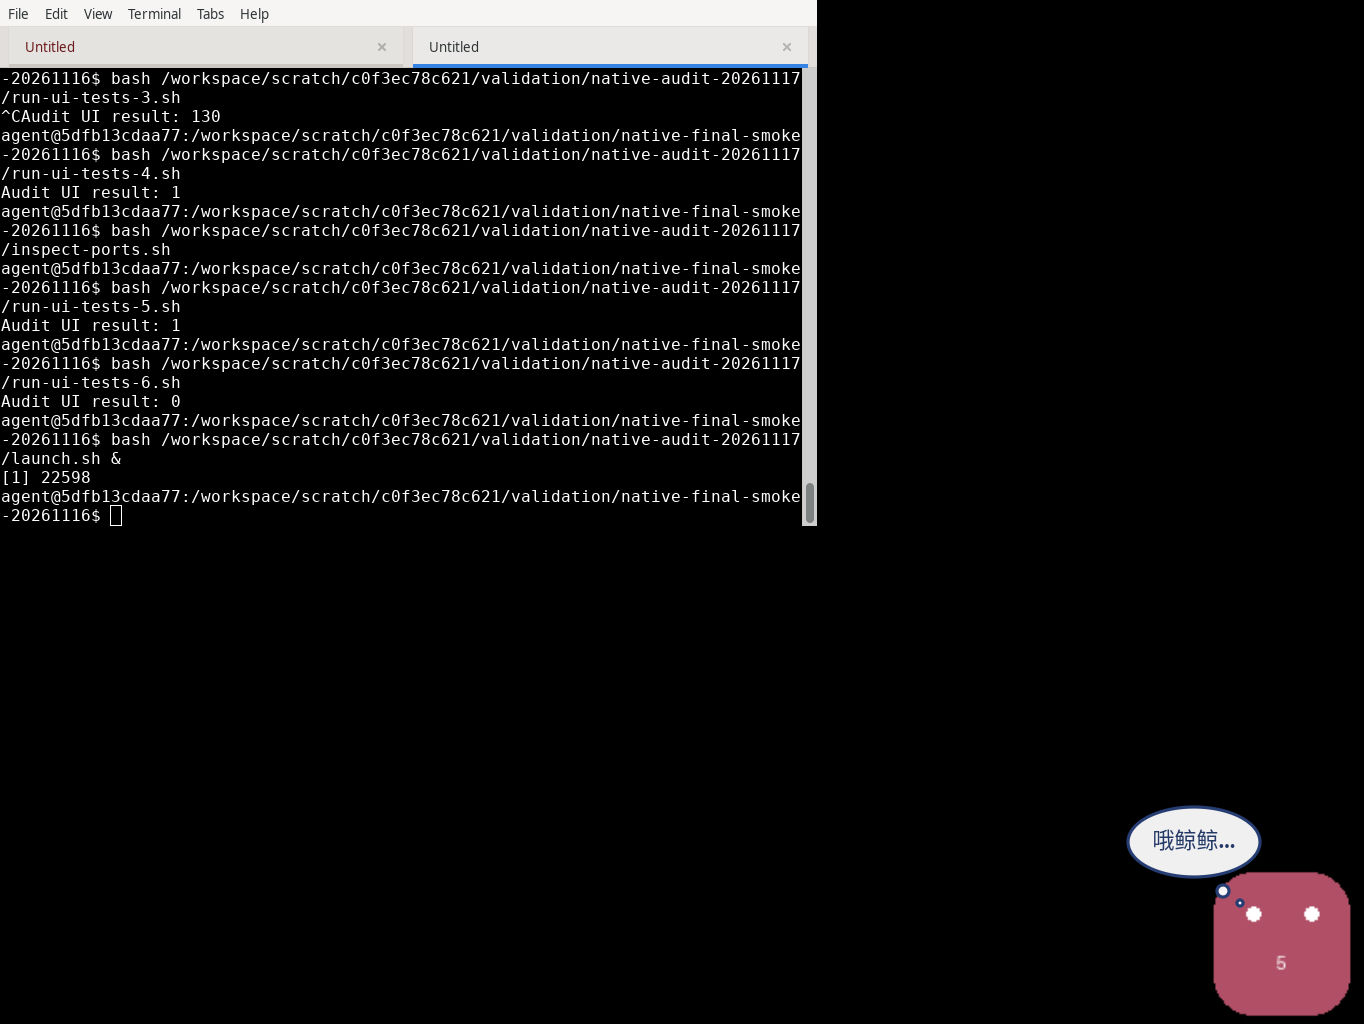 File Edit View Terminal Tabs Help
Untitled × Untitled ×
-20261116$ bash /workspace/scratch/c0f3ec78c621/validation/native-audit-20261117
/run-ui-tests-3.sh
^CAudit UI result: 130
agent@5dfb13cdaa77:/workspace/scratch/c0f3ec78c621/validation/native-final-smoke
-20261116$ bash /workspace/scratch/c0f3ec78c621/validation/native-audit-20261117
/run-ui-tests-4.sh
Audit UI result: 1
agent@5dfb13cdaa77:/workspace/scratch/c0f3ec78c621/validation/native-final-smoke
-20261116$ bash /workspace/scratch/c0f3ec78c621/validation/native-audit-20261117
/inspect-ports.sh
agent@5dfb13cdaa77:/workspace/scratch/c0f3ec78c621/validation/native-final-smoke
-20261116$ bash /workspace/scratch/c0f3ec78c621/validation/native-audit-20261117
/run-ui-tests-5.sh
Audit UI result: 1
agent@5dfb13cdaa77:/workspace/scratch/c0f3ec78c621/validation/native-final-smoke
-20261116$ bash /workspace/scratch/c0f3ec78c621/validation/native-audit-20261117
/run-ui-tests-6.sh
Audit UI result: 0
agent@5dfb13cdaa77:/workspace/scratch/c0f3ec78c621/validation/native-final-smoke
-20261116$ bash /workspace/scratch/c0f3ec78c621/validation/native-audit-20261117
/launch.sh &
[1] 22598
agent@5dfb13cdaa77:/workspace/scratch/c0f3ec78c621/validation/native-final-smoke
-20261116$
哦鲸鲸...
5